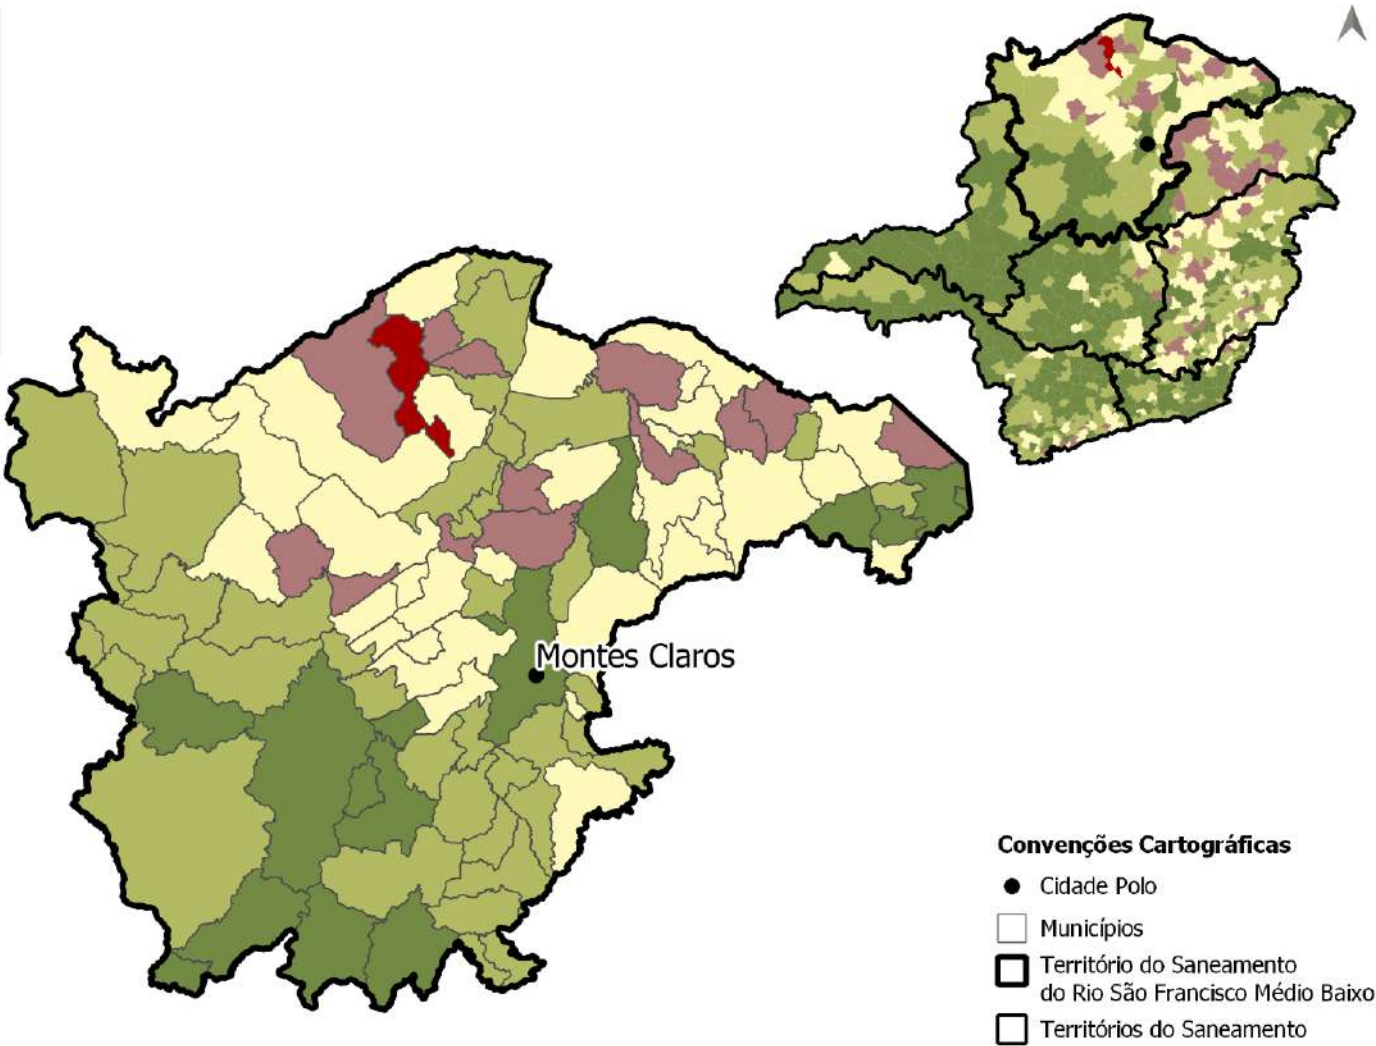 Montes Claros
Convenções Cartográficas
Cidade Polo
Municípios
Território do Saneamento
do Rio São Francisco Médio Baixo
Territórios do Saneamento